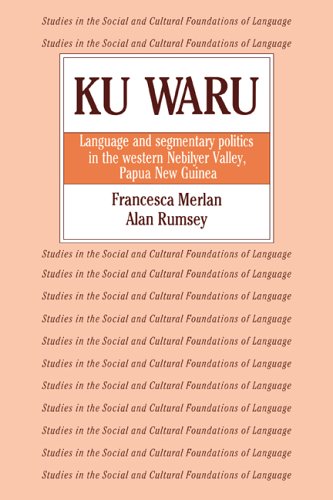 Studies in the Social and Cultural Foundations of Language
Studies in the Social and Cultural Foundations of Language
KU WARU
Language and segmentary politics
in the western Nebilyer Valley,
Papua New Guinea
Francesca Merlan
Alan Rumsey
Studies in the Social and Cultural Foundations of Language
Studies in the Social and Cultural Foundations of Language
Studies in the Social and Cultural Foundations of Language
Studies in the Social and Cultural Foundations of Language
Studies in the Social and Cultural Foundations of Language
Studies in the Social and Cultural Foundations of Language
Studies in the Social and Cultural Foundations of Language
Studies in the Social and Cultural Foundations of Language
Studies in the Social and Cultural Foundations of Language
Studies in the Social and Cultural Foundations of Language
Studies in the Social and Cultural Foundations of Language